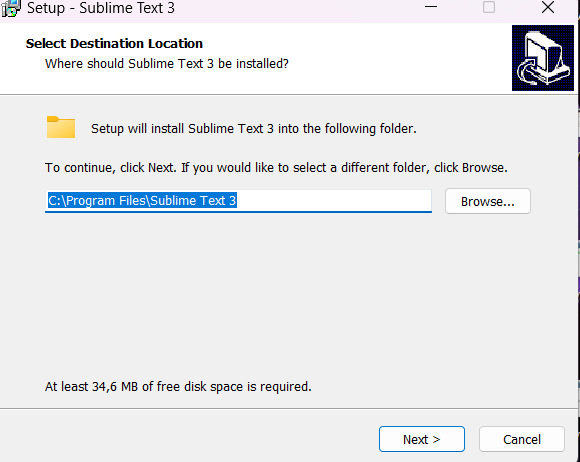 Setup - Sublime Text 3
Select Destination Location
Where should Sublime Text 3 be installed?
Setup will install Sublime Text 3 into the following folder.
To continue, click Next. If you would like to select a different folder, click Browse.
C:\Program Files\Sublime Text 3
Browse...
At least 34,6 MB of free disk space is required.
Next >
Cancel